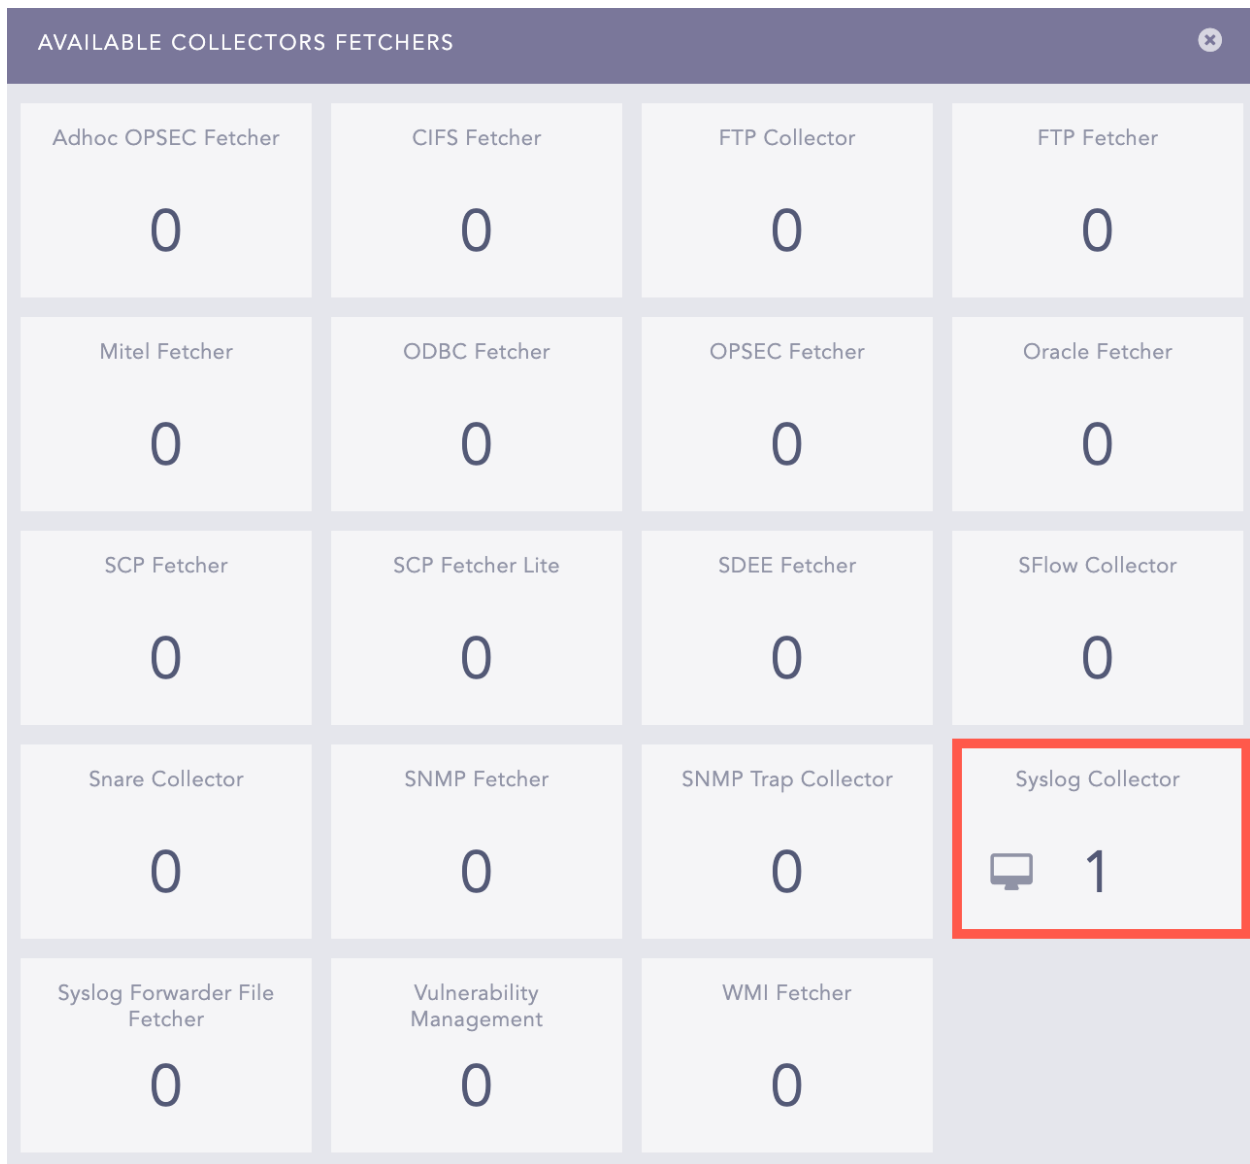 AVAILABLE COLLECTORS FETCHERS
Adhoc OPSEC Fetcher
0
CIFS Fetcher
0
FTP Collector
0
FTP Fetcher
0
Mitel Fetcher
0
ODBC Fetcher
0
OPSEC Fetcher
0
Oracle Fetcher
0
SCP Fetcher
0
SCP Fetcher Lite
0
SDEE Fetcher
0
SFlow Collector
0
Snare Collector
0
SNMP Fetcher
0
SNMP Trap Collector
0
Syslog Collector
1
Syslog Forwarder File
Fetcher
0
Vulnerability
Management
0
WMI Fetcher
0